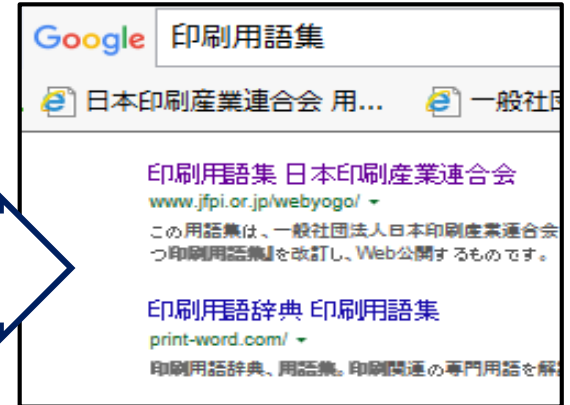 Google 印刷用語集
日本印刷産業連合会 用... 一般社団
印刷用語集 日本印刷産業連合会
www.jfpi.or.jp/webyogo/
この用語集は、一般社団法人日本印刷産業連合会
つ印刷用語集』を改訂し、Web公開するものです。
印刷用語辞典 印刷用語集
print-word.com/
印刷用語辞典、用語集。印刷関連の専門用語を解